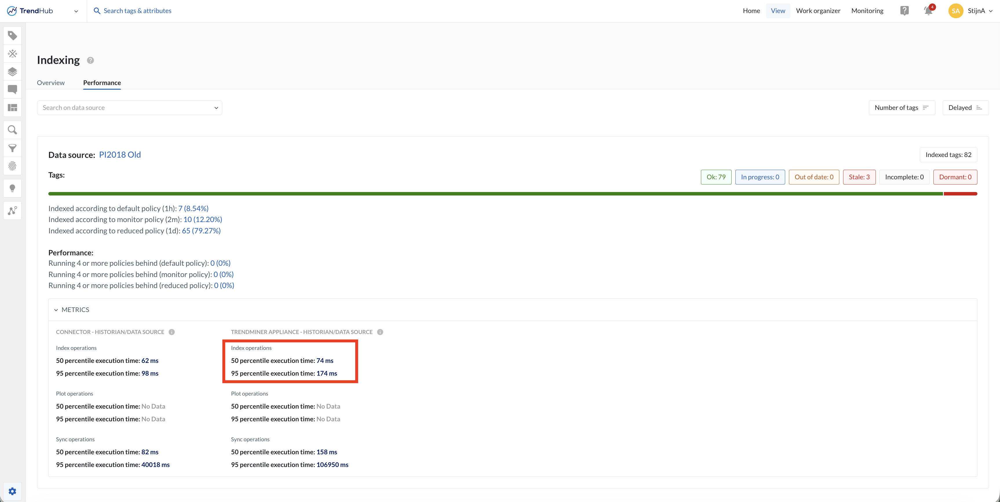 TrendHub
Search tags & attributes
Home View Work organizer Monitoring ? 4 SA StijnA
Indexing ?
Overview Performance
Search on data source
Number of tags Delayed
Data source: PI2018 Old
Indexed tags: 82
Tags:
Ok: 79 In progress: 0 Out of date: 0 Stale: 3 Incomplete: 0 Dormant: 0
Indexed according to default policy (1h): 7 (8.54%)
Indexed according to monitor policy (2m): 10 (12.20%)
Indexed according to reduced policy (1d): 65 (79.27%)
Performance:
Running 4 or more policies behind (default policy): 0 (0%)
Running 4 or more policies behind (monitor policy): 0 (0%)
Running 4 or more policies behind (reduced policy): 0 (0%)
METRICS
CONNECTOR - HISTORIAN/DATA SOURCE i
Index operations
50 percentile execution time: 62 ms
95 percentile execution time: 98 ms
Plot operations
50 percentile execution time: No Data
95 percentile execution time: No Data
Sync operations
50 percentile execution time: 82 ms
95 percentile execution time: 40018 ms
TRENDMINER APPLIANCE - HISTORIAN/DATA SOURCE i
Index operations
50 percentile execution time: 74 ms
95 percentile execution time: 174 ms
Plot operations
50 percentile execution time: No Data
95 percentile execution time: No Data
Sync operations
50 percentile execution time: 158 ms
95 percentile execution time: 106950 ms